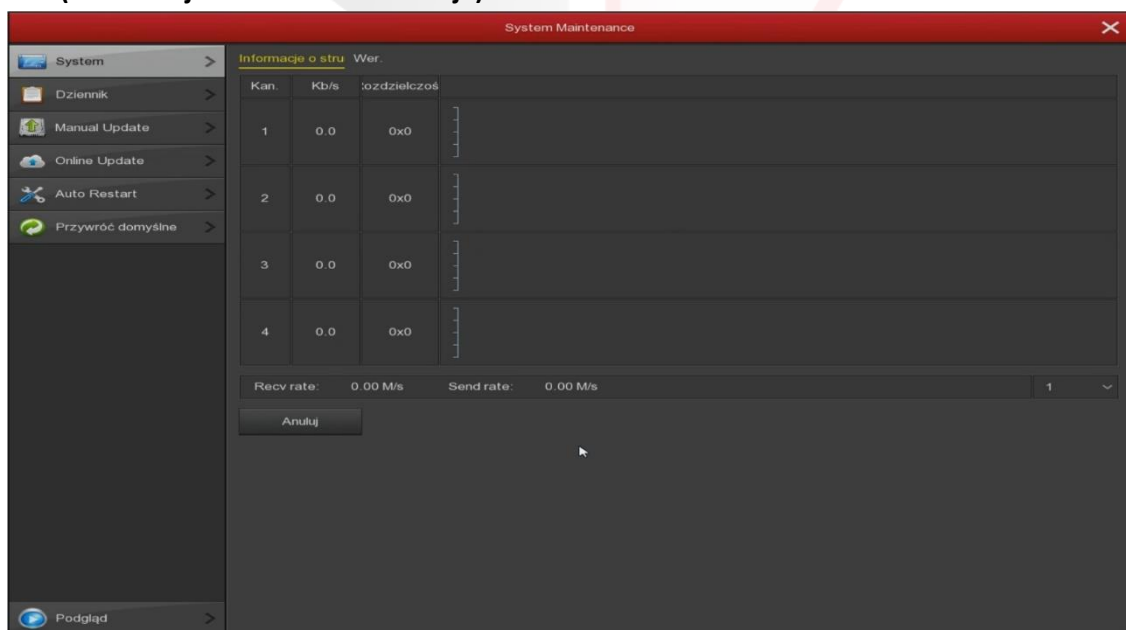 System Maintenance
System >
Dziennik >
Manual Update >
Online Update >
Auto Restart >
Przywróć domyślne >
Podgląd >
Informacje o stru Wer.
Kan. Kb/s ozdzielczoś
1 0.0 0x0
2 0.0 0x0
3 0.0 0x0
4 0.0 0x0
Recv rate: 0.00 M/s Send rate: 0.00 M/s 1
Anuluj